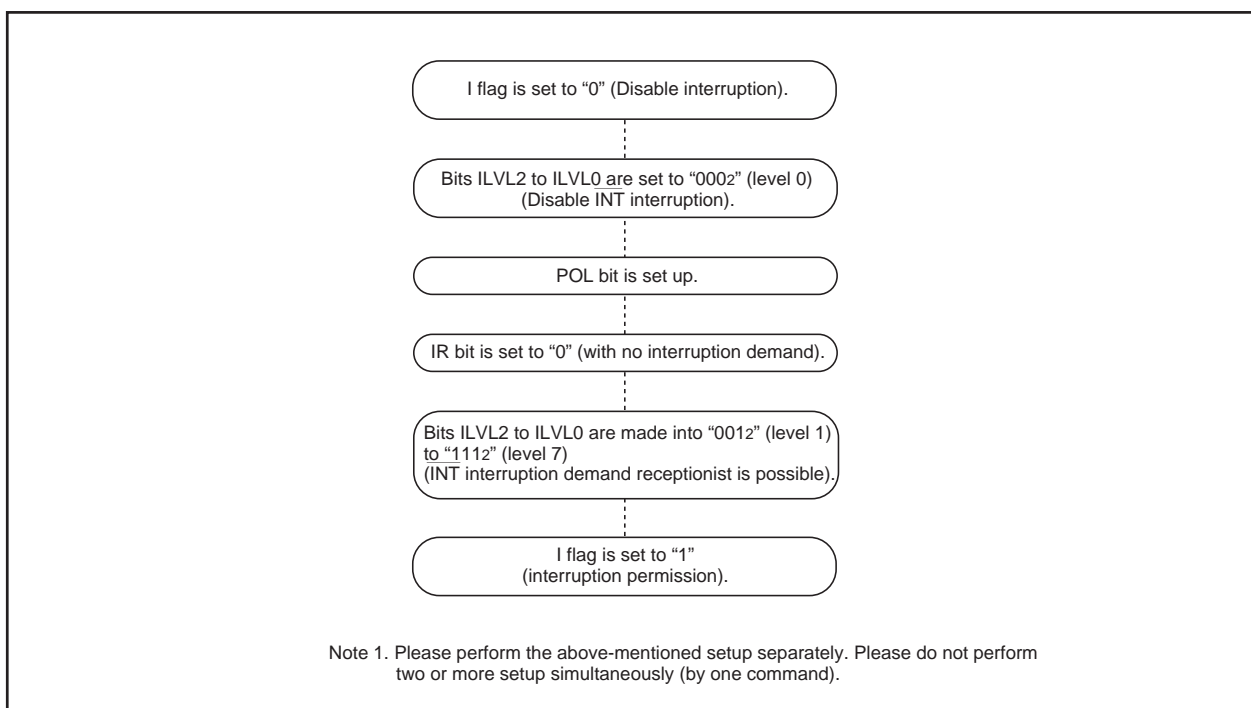 I flag is set to “0” (Disable interruption).
Bits ILVL2 to ILVL0 are set to “0002” (level 0)
(Disable INT interruption).
POL bit is set up.
IR bit is set to “0” (with no interruption demand).
Bits ILVL2 to ILVL0 are made into “0012” (level 1)
to “1112” (level 7)
(INT interruption demand receptionist is possible).
I flag is set to “1”
(interruption permission).
Note 1. Please perform the above-mentioned setup separately. Please do not perform
two or more setup simultaneously (by one command).